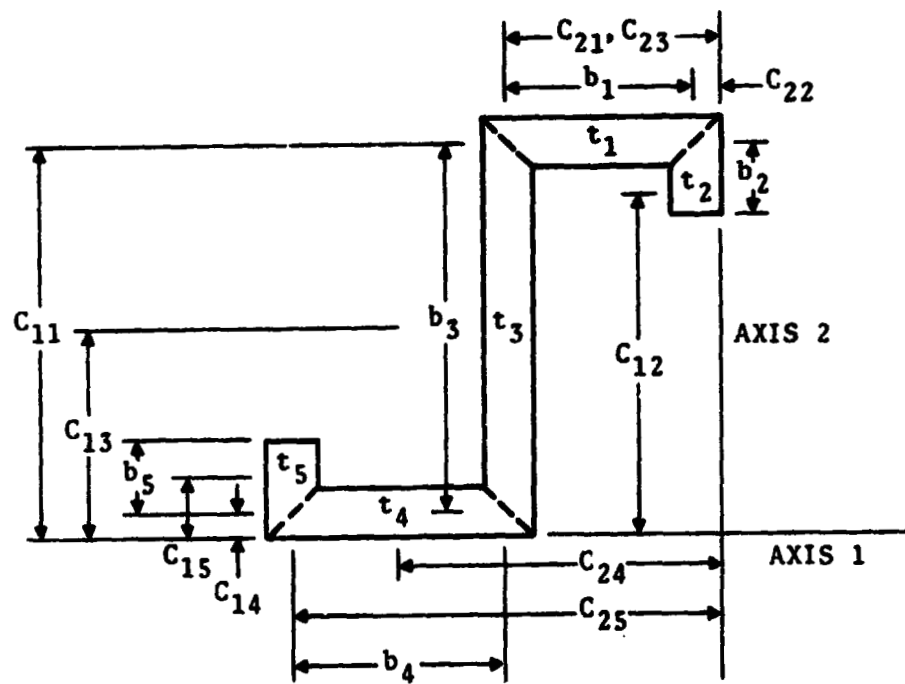 C₂₁, C₂₃
b₁
C₂₂
t₁
b₂
t₂
C₁₁
b₃
t₃
C₁₂
AXIS 2
C₁₃
b₅
t₅
t₄
C₁₅
C₁₄
AXIS 1
C₂₄
C₂₅
b₄